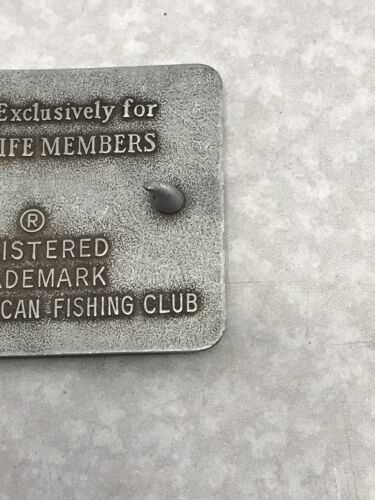 Exclusively for
IFE MEMBERS
®
ISTERED
DEMARK
CAN FISHING CLUB